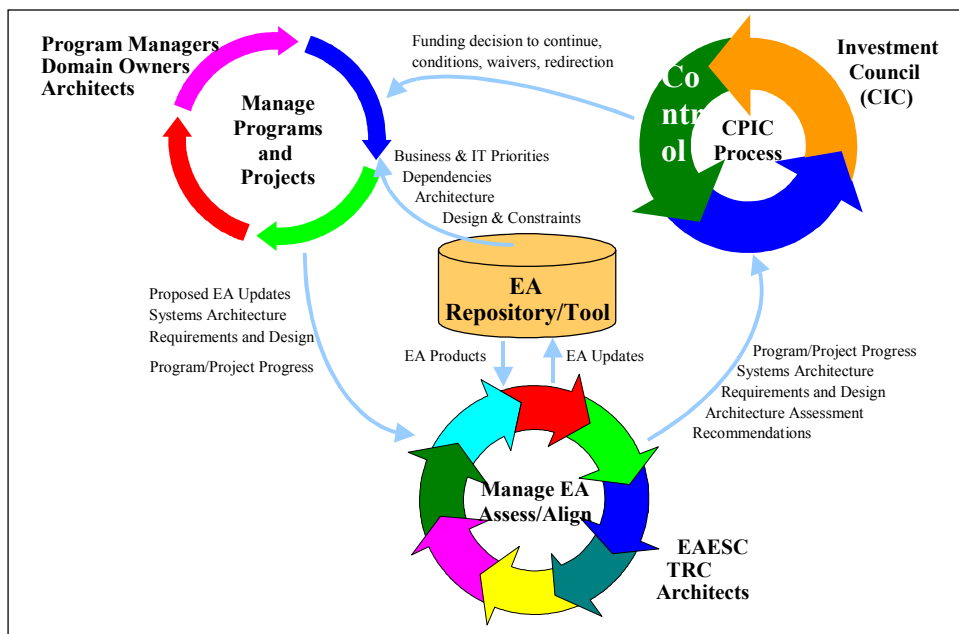 Program Managers
Domain Owners
Architects
Manage
Programs
and
Projects
Funding decision to continue,
conditions, waivers, redirection
Co
ntr
ol
CPIC
Process
Investment
Council
(CIC)
Business & IT Priorities
Dependencies
Architecture
Design & Constraints
EA
Repository/Tool
Proposed EA Updates
Systems Architecture
Requirements and Design
Program/Project Progress
EA Products
EA Updates
Program/Project Progress
Systems Architecture
Requirements and Design
Architecture Assessment
Recommendations
Manage EA
Assess/Align
EAESC
TRC
Architects